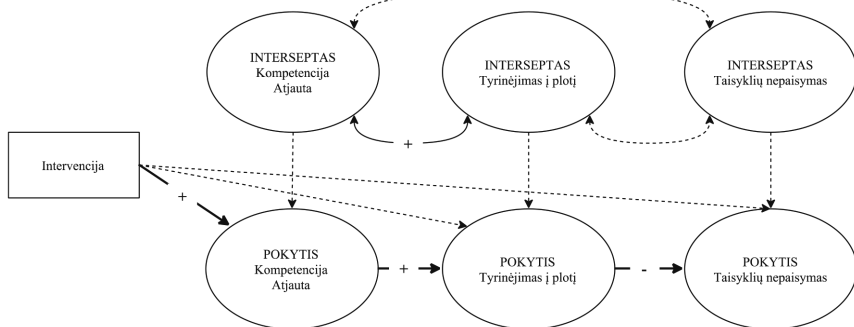 INTERSEPTAS
Kompetencija
Atjauta
INTERSEPTAS
Tyrinėjimas į plotį
INTERSEPTAS
Taisyklių nepaisymas
+
Intervencija
+
POKYTIS
Kompetencija
Atjauta
+
POKYTIS
Tyrinėjimas į plotį
-
POKYTIS
Taisyklių nepaisymas